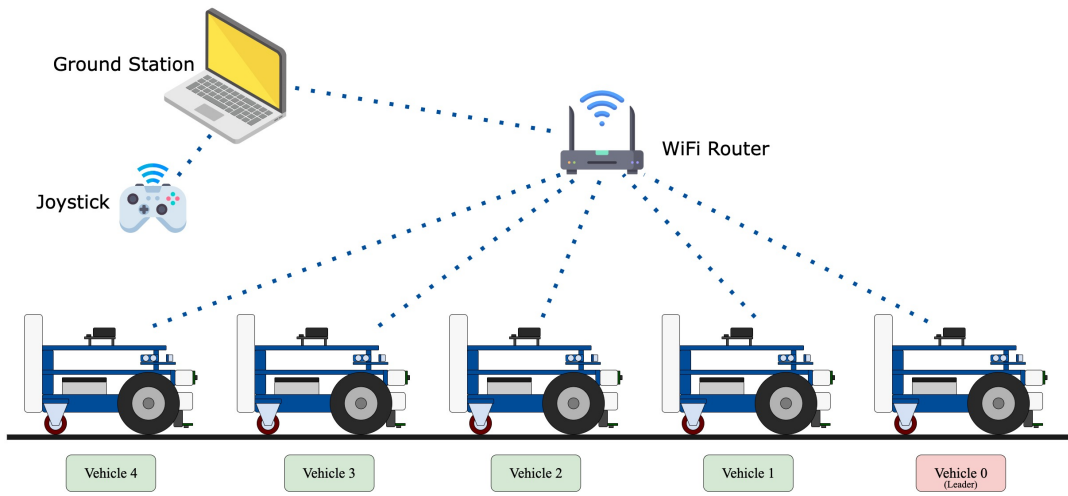 Ground Station
WiFi Router
Joystick
Vehicle 4
Vehicle 3
Vehicle 2
Vehicle 1
Vehicle 0
(Leader)